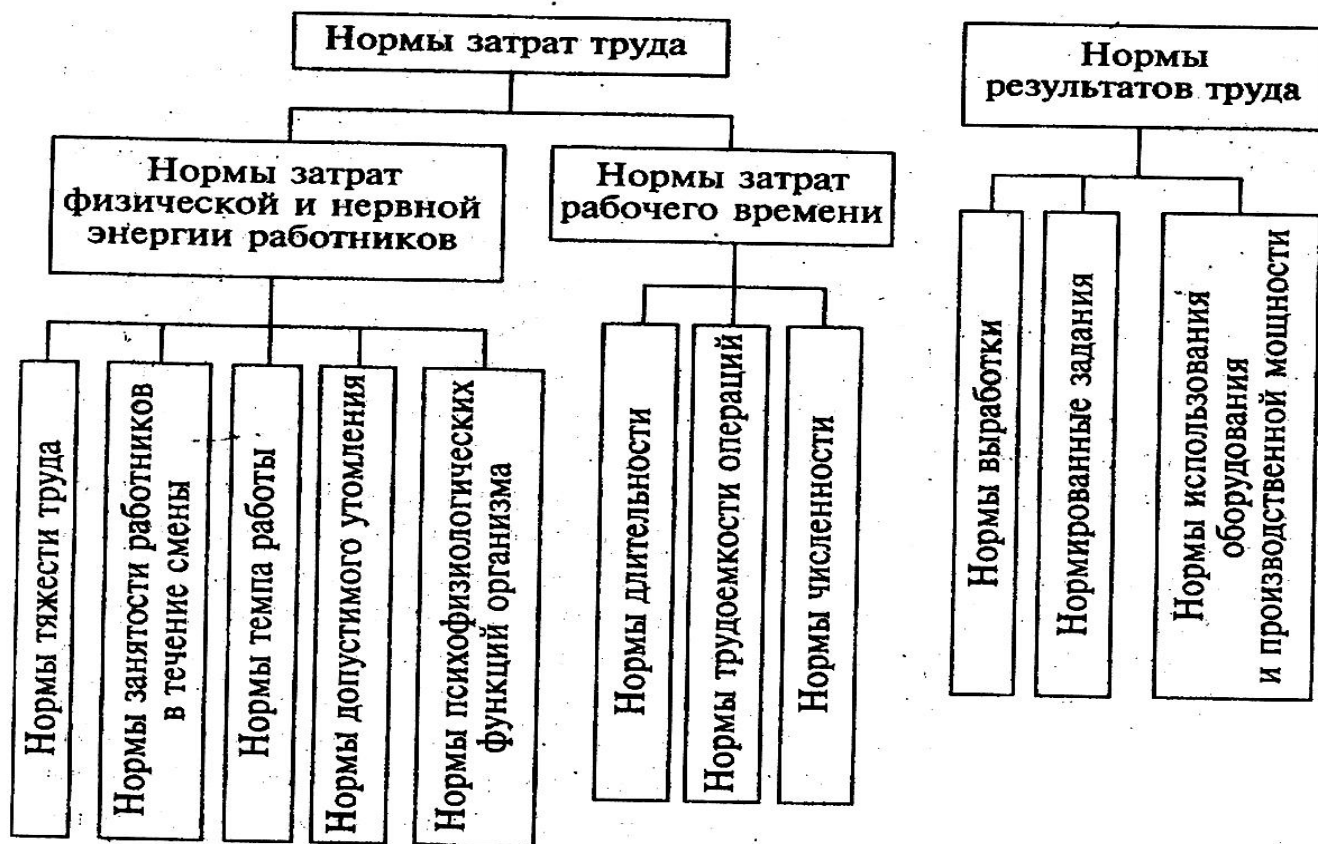 Нормы затрат труда
Нормы
результатов труда
Нормы затрат
физической и нервной
энергии работников
Нормы затрат
рабочего времени
Нормы тяжести труда
Нормы занятости работников
в течение смены
Нормы темпа работы
Нормы допустимого утомления
Нормы психофизиологических
функций организма
Нормы длительности
Нормы трудоемкости операций
Нормы численности
Нормы выработки
Нормированные задания
Нормы использования
оборудования
и производственной мощности